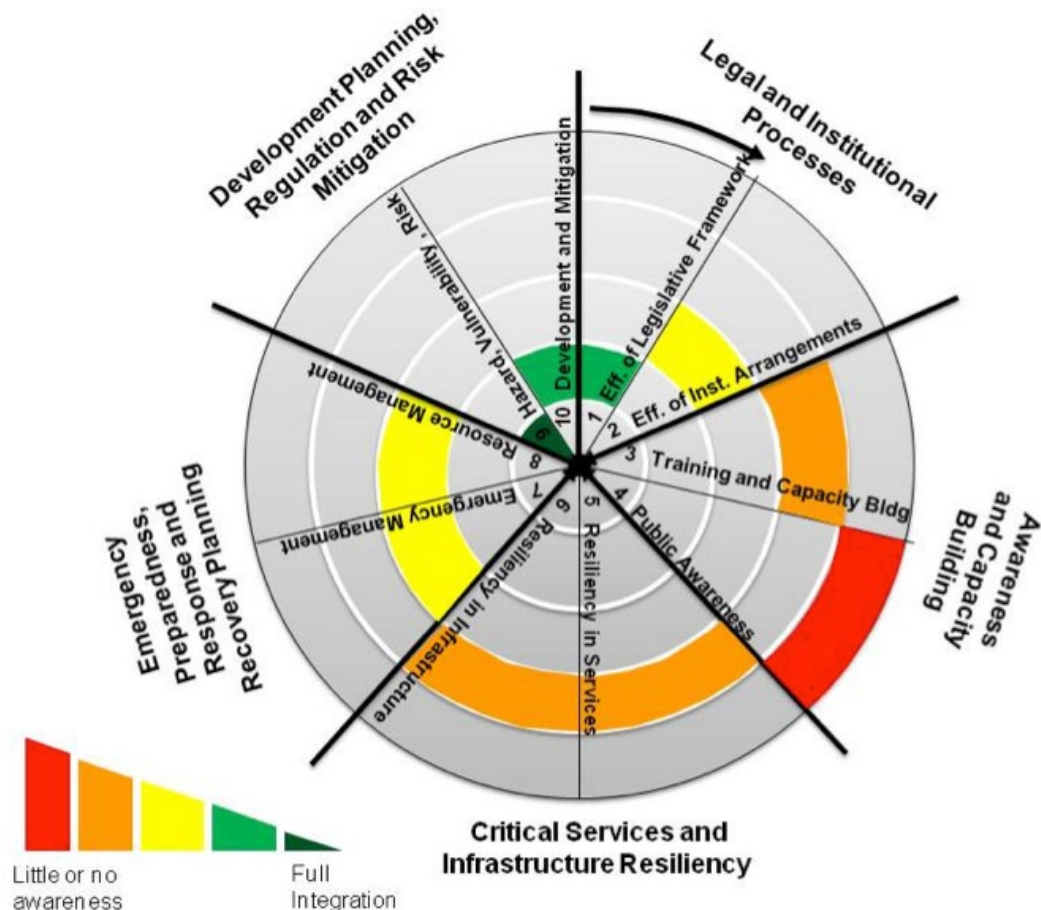 Development Planning,
Regulation and Risk
Mitigation
Legal and Institutional
Processes
Awareness
and Capacity
Building
Critical Services and
Infrastructure Resiliency
Emergency
Preparedness,
Response and
Recovery Planning
1
Eff. of Legislative Framework
2
Eff. of Inst. Arrangements
3
Training and Capacity Bldg
4
Public Awareness
5
Resiliency in Services
6
Resiliency in Infrastructure
7
Emergency Management
8
Resource Management
9
Hazard, Vulnerability , Risk
10
Development and Mitigation
Little or no
awareness
Full
Integration